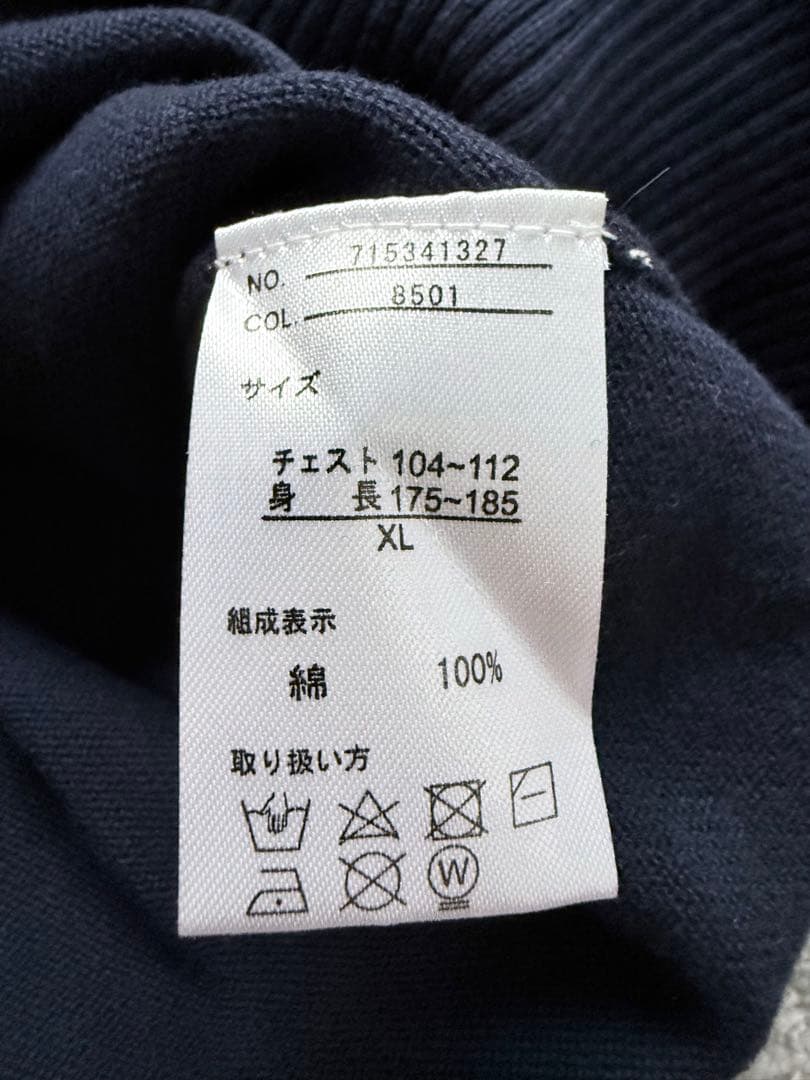 NO. 715341327
COL. 8501
サイズ
チェスト 104~112
身 長 175~185
XL
組成表示
綿 100%
取り扱い方
W